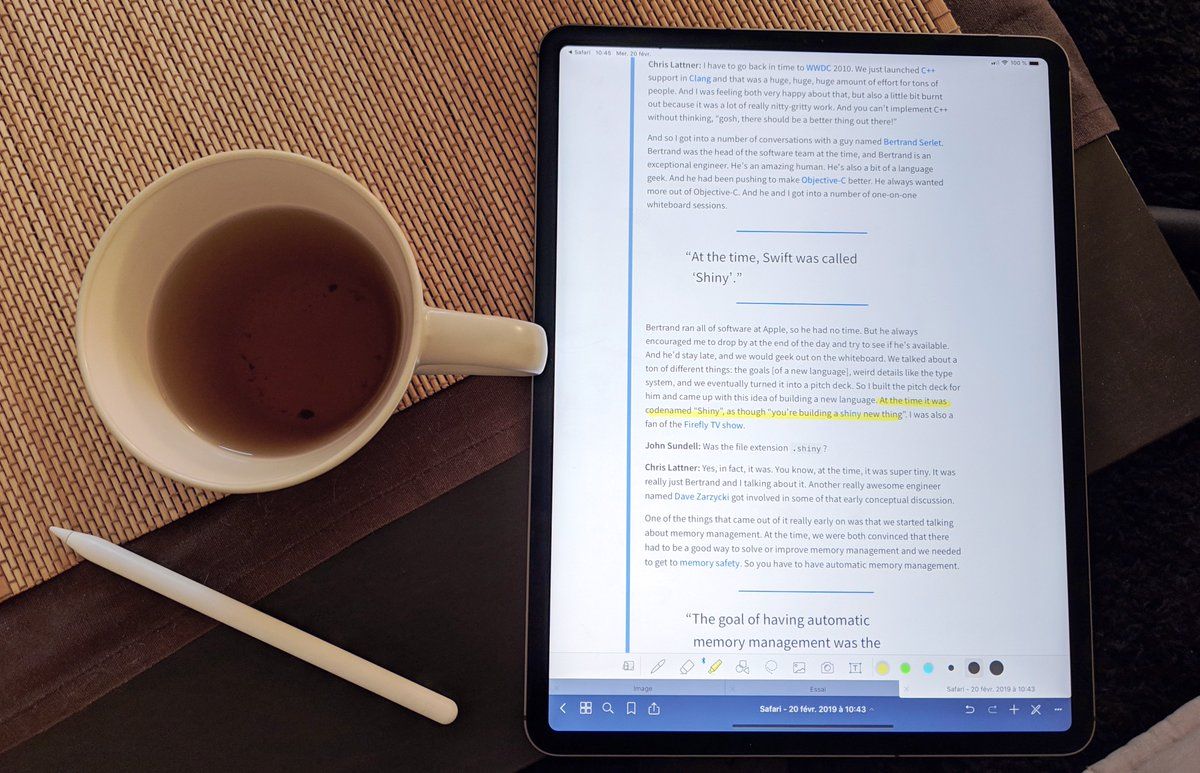 Safari 10:45 Mer. 20 févr.
100 %
Chris Lattner: I have to go back in time to WWDC 2010. We just launched C++
support in Clang and that was a huge, huge, huge amount of effort for tons of
people. And I was feeling both very happy about that, but also a little bit burnt
out because it was a lot of really nitty-gritty work. And you can't implement C++
without thinking, “gosh, there should be a better thing out there!”
And so I got into a number of conversations with a guy named Bertrand Serlet.
Bertrand was the head of the software team at the time, and Bertrand is an
exceptional engineer. He's an amazing human. He's also a bit of a language
geek. And he had been pushing to make Objective-C better. He always wanted
more out of Objective-C. And he and I got into a number of one-on-one
whiteboard sessions.
“At the time, Swift was called
‘Shiny’.”
Bertrand ran all of software at Apple, so he had no time. But he always
encouraged me to drop by at the end of the day and try to see if he's available.
And he'd stay late, and we would geek out on the whiteboard. We talked about a
ton of different things: the goals [of a new language], weird details like the type
system, and we eventually turned it into a pitch deck. So I built the pitch deck for
him and came up with this idea of building a new language. At the time it was
codenamed “Shiny”, as though “you're building a shiny new thing”. I was also a
fan of the Firefly TV show.
John Sundell: Was the file extension .shiny ?
Chris Lattner: Yes, in fact, it was. You know, at the time, it was super tiny. It was
really just Bertrand and I talking about it. Another really awesome engineer
named Dave Zarzycki got involved in some of that early conceptual discussion.
One of the things that came out of it really early on was that we started talking
about memory management. At the time, we were both convinced that there
had to be a good way to solve or improve memory management and we needed
to get to memory safety. So you have to have automatic memory management.
“The goal of having automatic
memory management was the
Image
Essai
Safari - 20 févr. 2019 à 10:43
Safari - 20 févr. 2019 à 10:43